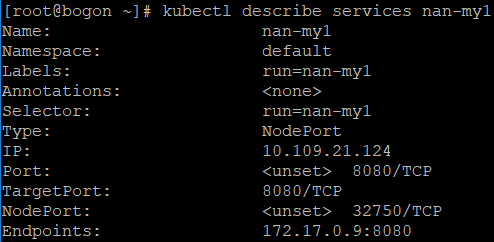 [root@bogon ~]# kubectl describe services nan-my1
Name: nan-my1
Namespace: default
Labels: run=nan-my1
Annotations: <none>
Selector: run=nan-my1
Type: NodePort
IP: 10.109.21.124
Port: <unset> 8080/TCP
TargetPort: 8080/TCP
NodePort: <unset> 32750/TCP
Endpoints: 172.17.0.9:8080